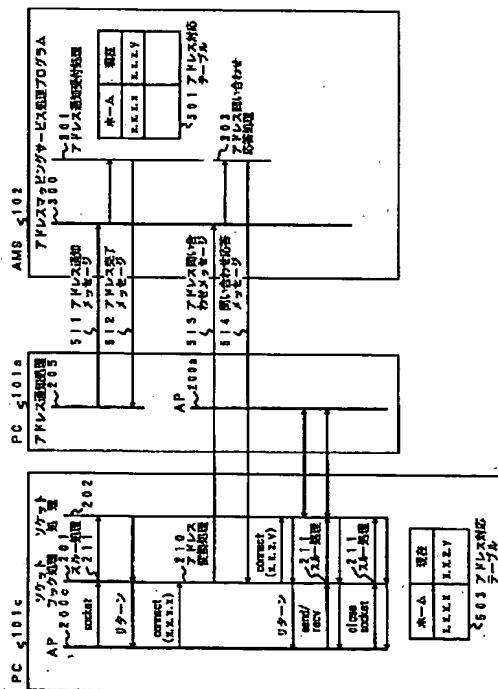 AMS 102
アドレスマッピングサービス処理プログラム
300
301
アドレス通知受付処理
ホーム 現在
x.x.x.x x.x.z.y
501 アドレス対応
テーブル
303
アドレス問い合わせ
応答処理
511 アドレス通知
メッセージ
512 アドレス完了
メッセージ
513 アドレス問い合
わせメッセージ
514 問い合わせ応答
メッセージ
PC 101a
アドレス通知処理
205
AP 200a
PC 101c
AP 200c
ソケット
フック処理
201
ソケット
処理
202
スルー処理
211
socket
リターン
connect
(x.x.x.x)
210
アドレス
変換処理
connect
(x.x.z.y)
リターン
211
スルー処理
send/
recv
211
スルー処理
close
socket
ホーム 現在
x.x.x.x x.x.z.y
503 アドレス対応
テーブル